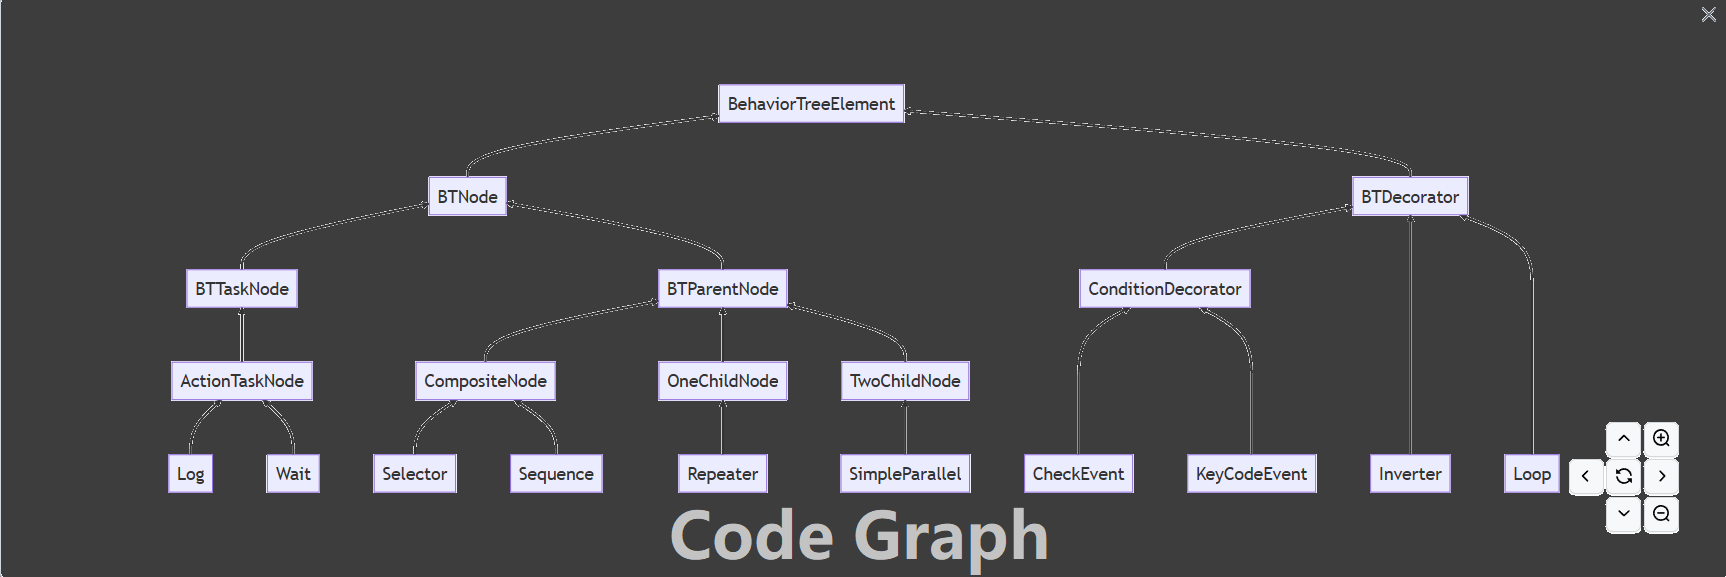 BehaviorTreeElement
BTNode
BTDecorator
BTTaskNode
BTParentNode
ConditionDecorator
ActionTaskNode
CompositeNode
OneChildNode
TwoChildNode
Log
Wait
Selector
Sequence
Repeater
SimpleParallel
CheckEvent
KeyCodeEvent
Inverter
Loop
Code Graph